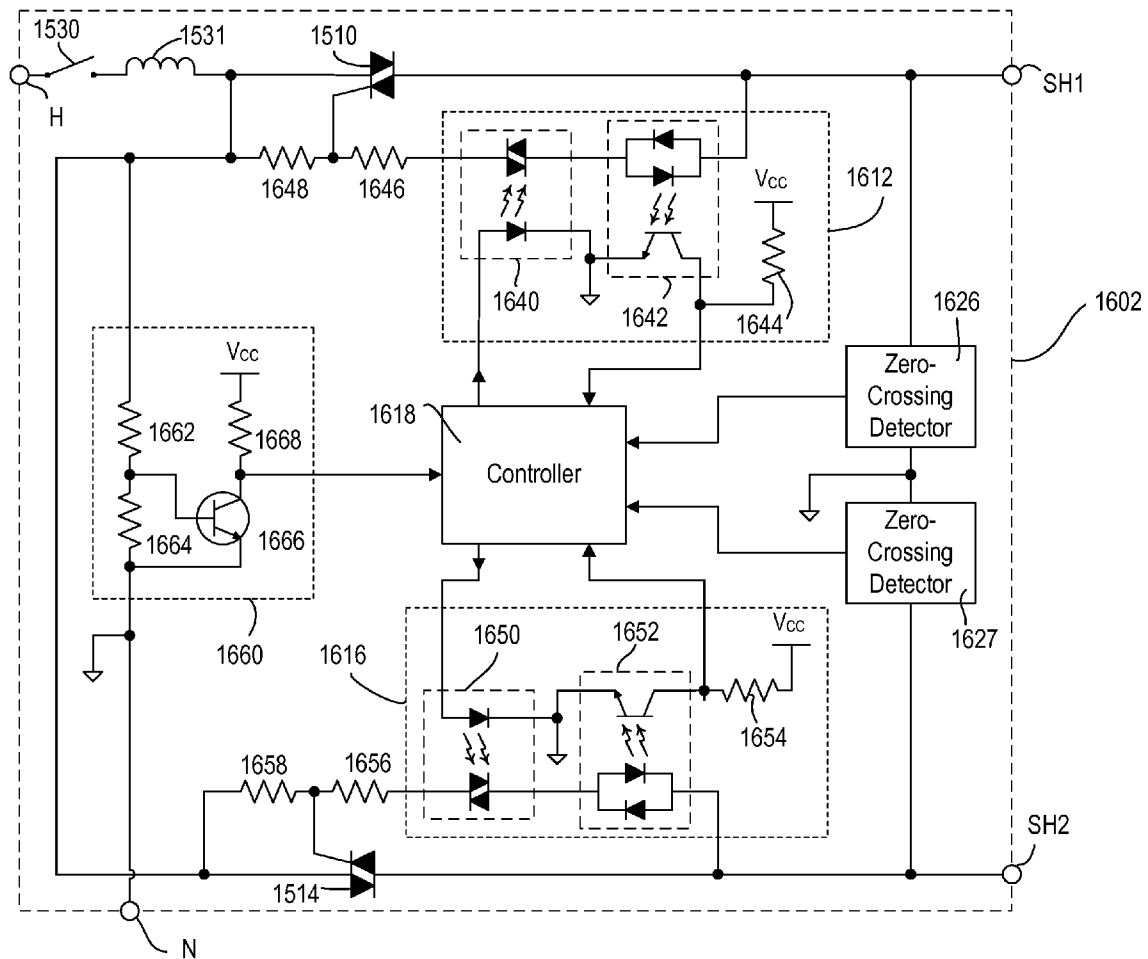 1530
1531
1510
H
SH1
1648
1646
VCC
1612
1640
1642
1644
1626
1602
VCC
Zero-
Crossing
Detector
1662
1668
1618
Controller
1664
1666
Zero-
Crossing
Detector
1660
1652
VCC
1627
1616
1650
1654
1658
1656
SH2
1514
N